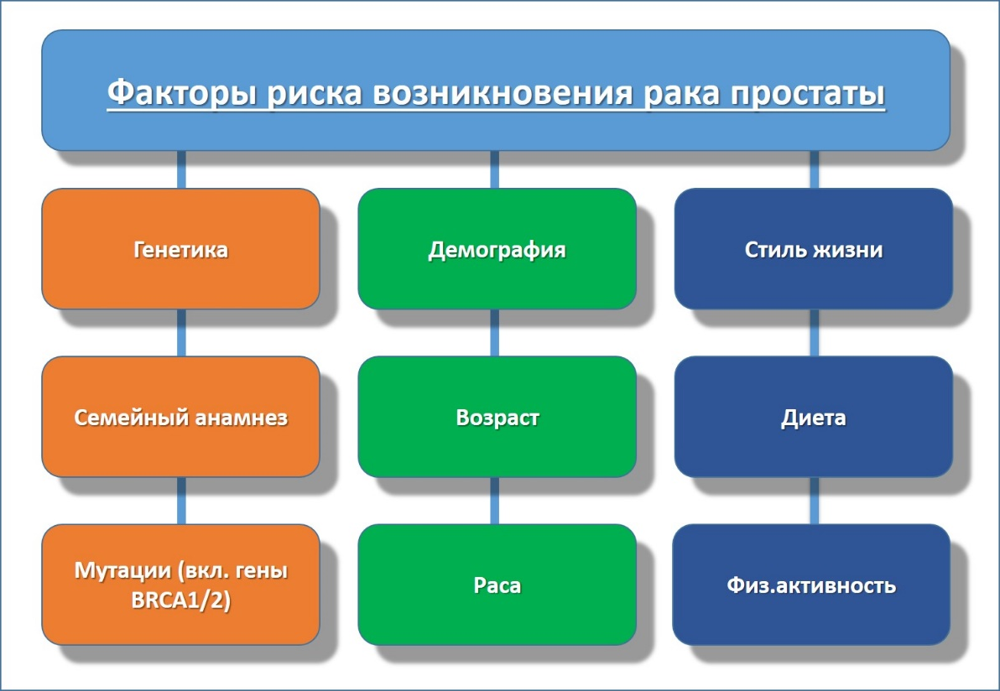 Факторы риска возникновения рака простаты
Генетика
Демография
Стиль жизни
Семейный анамнез
Возраст
Диета
Мутации (вкл. гены
BRCA1/2)
Раса
Физ.активность